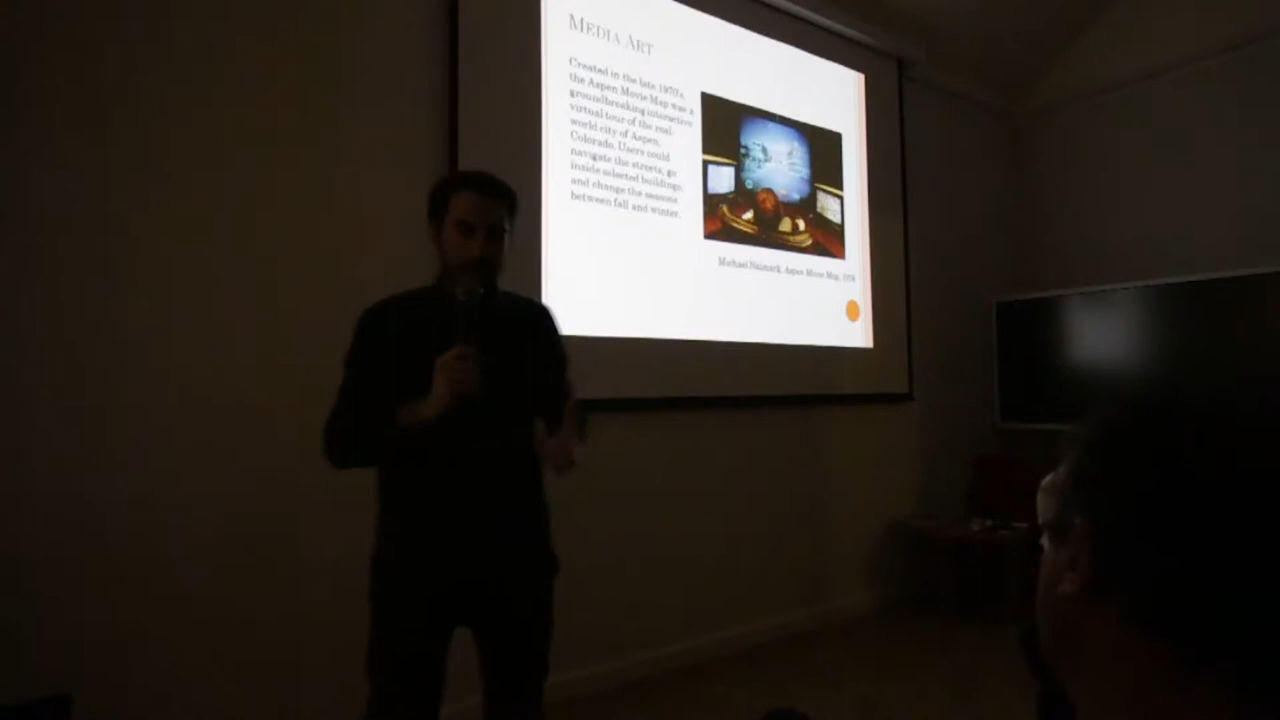 MEDIA ART
Created in the late 1970's,
the Aspen Movie Map was a
groundbreaking interactive
virtual tour of the real-
world city of Aspen,
Colorado. Users could
navigate the streets, go
inside selected buildings,
and change the seasons
between fall and winter.
Michael Naimark, Aspen Movie Map,